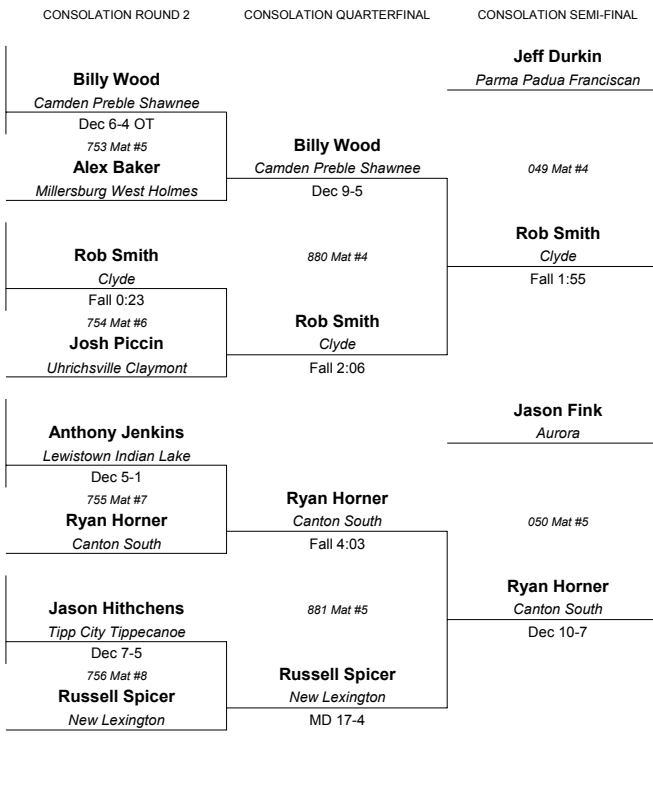 CONSOLATION ROUND 2
CONSOLATION QUARTERFINAL
CONSOLATION SEMI-FINAL
Billy Wood
Camden Preble Shawnee
Dec 6-4 OT
753 Mat #5
Alex Baker
Millersburg West Holmes
Rob Smith
Clyde
Fall 0:23
754 Mat #6
Josh Piccin
Uhrichsville Claymont
Anthony Jenkins
Lewistown Indian Lake
Dec 5-1
755 Mat #7
Ryan Horner
Canton South
Jason Hithchens
Tipp City Tippecanoe
Dec 7-5
756 Mat #8
Russell Spicer
New Lexington
Billy Wood
Camden Preble Shawnee
Dec 9-5
880 Mat #4
Rob Smith
Clyde
Fall 2:06
Ryan Horner
Canton South
Fall 4:03
881 Mat #5
Russell Spicer
New Lexington
MD 17-4
Jeff Durkin
Parma Padua Franciscan
049 Mat #4
Rob Smith
Clyde
Fall 1:55
Jason Fink
Aurora
050 Mat #5
Ryan Horner
Canton South
Dec 10-7